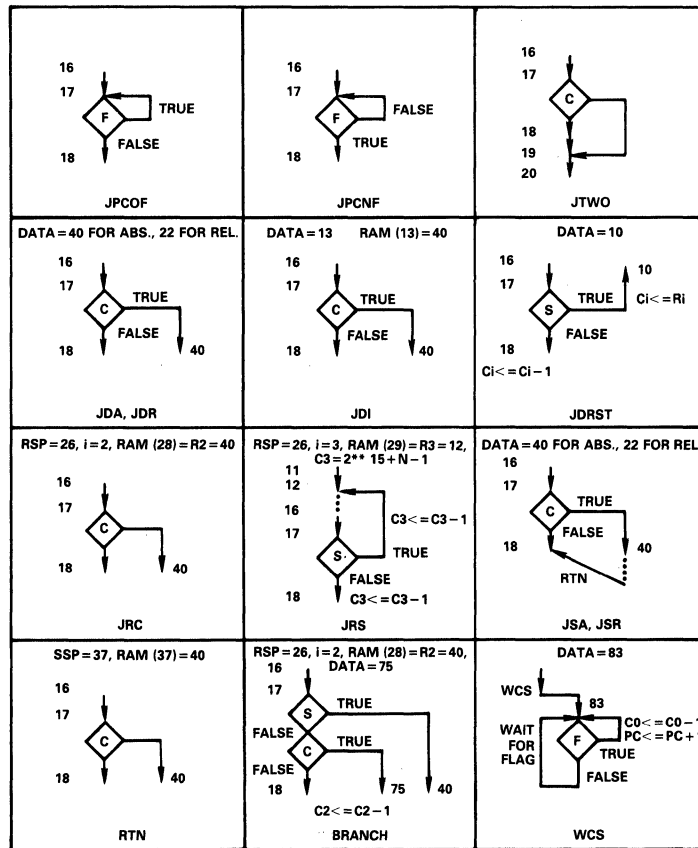 16
17
F
TRUE
FALSE
18
JPCOF
16
17
F
FALSE
TRUE
18
JPCNF
16
17
C
18
19
20
JTWO
DATA=40 FOR ABS., 22 FOR REL.
16
17
C
TRUE
FALSE
18
40
JDA, JDR
DATA=13 RAM (13)=40
16
17
C
TRUE
FALSE
18
40
JDI
DATA=10
16
17
10
S
TRUE
Ci<=Ri
FALSE
18
Ci<=Ci−1
JDRST
RSP=26, i=2, RAM (28)=R2=40
16
17
C
18
40
JRC
RSP=26, i=3, RAM (29)=R3=12,
C3=2** 15+N−1
11
12
16
C3<=C3−1
17
S
TRUE
FALSE
18
C3<=C3−1
JRS
DATA=40 FOR ABS., 22 FOR REL
16
17
C
TRUE
FALSE
18
40
RTN
JSA, JSR
SSP=37, RAM (37)=40
16
17
C
18
40
RTN
RSP=26, i=2, RAM (28)=R2=40,
DATA=75
16
17
S
TRUE
FALSE
C
TRUE
FALSE
18
75
40
C2<=C2−1
BRANCH
DATA=83
WCS
83
WAIT
FOR
FLAG
C0<=C0−1
PC<=PC+
F
TRUE
FALSE
WCS